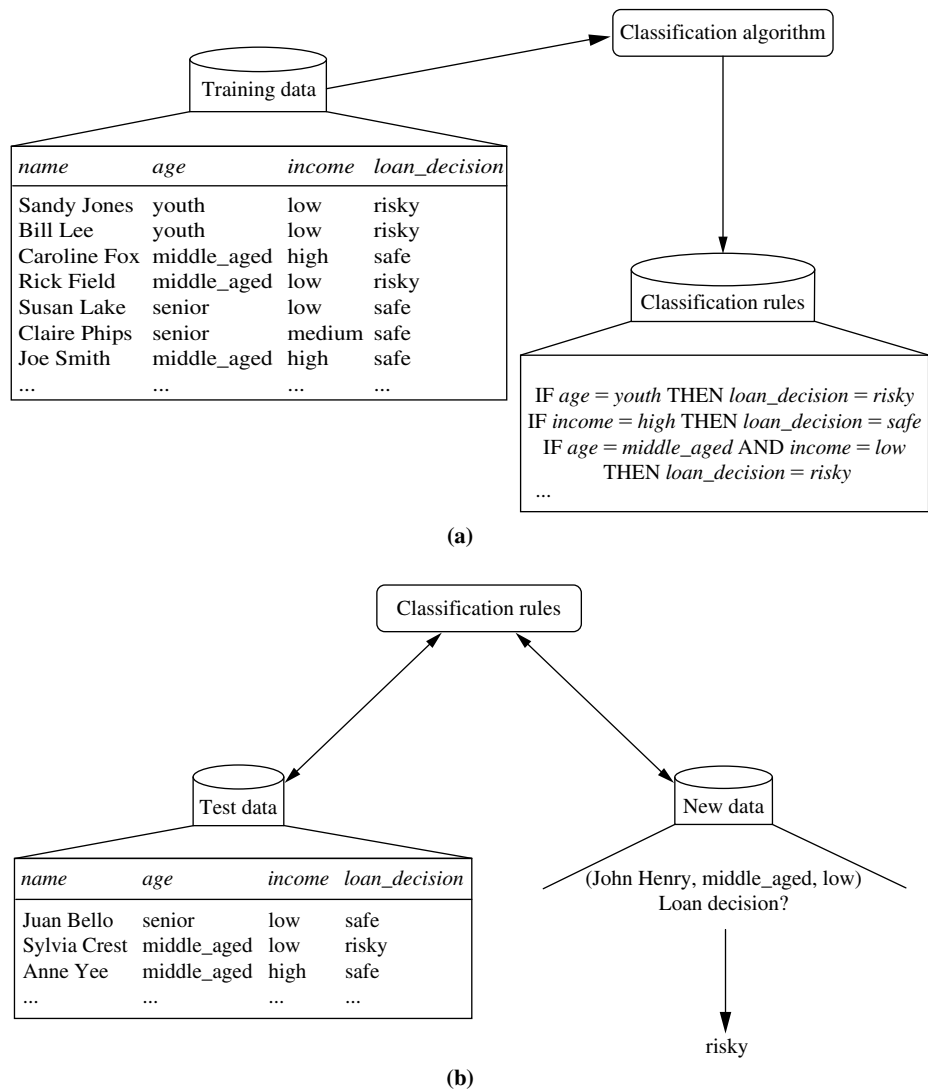 Classification algorithm
Training data
name age income loan_decision
Sandy Jones youth low risky
Bill Lee youth low risky
Caroline Fox middle_aged high safe
Rick Field middle_aged low risky
Susan Lake senior low safe
Claire Phips senior medium safe
Joe Smith middle_aged high safe
... ... ... ...
Classification rules
IF age = youth THEN loan_decision = risky
IF income = high THEN loan_decision = safe
IF age = middle_aged AND income = low
THEN loan_decision = risky
...
(a)
Classification rules
Test data
name age income loan_decision
Juan Bello senior low safe
Sylvia Crest middle_aged low risky
Anne Yee middle_aged high safe
... ... ... ...
New data
(John Henry, middle_aged, low)
Loan decision?
risky
(b)